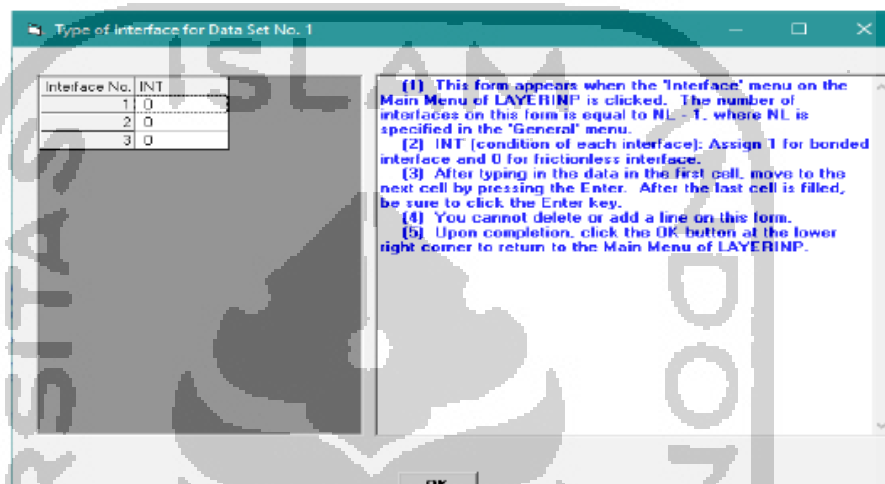 Type of Interface for Data Set No. 1
Interface No. INT
1 0
2 0
3 0
(1) This form appears when the 'Interface' menu on the
Main Menu of LAYERINP is clicked. The number of
interfaces on this form is equal to NL - 1, where NL is
specified in the 'General' menu.
(2) INT (condition of each interface): Assign 1 for bonded
interface and 0 for frictionless interface.
(3) After typing in the data in the first cell, move to the
next cell by pressing the Enter. After the last cell is filled,
be sure to click the Enter key.
(4) You cannot delete or add a line on this form.
(5) Upon completion, click the OK button at the lower
right corner to return to the Main Menu of LAYERINP.
OK
ISLAM
RSITAS
DON